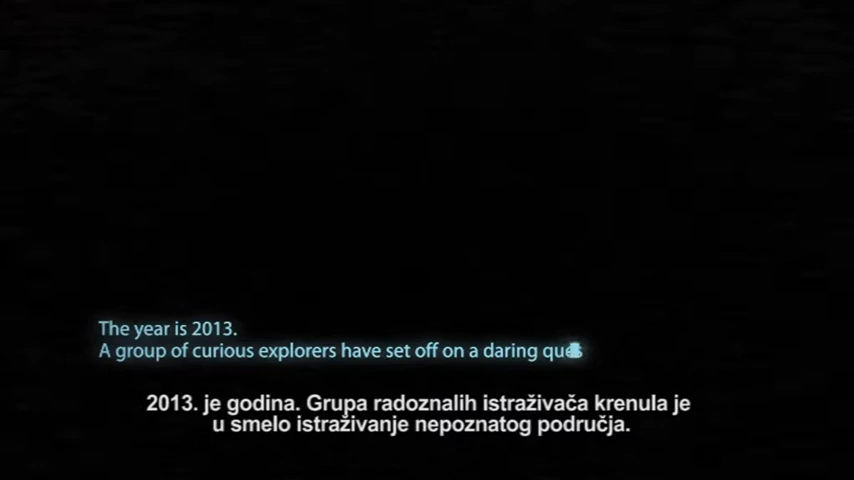 The year is 2013.
A group of curious explorers have set off on a daring ques
2013. je godina. Grupa radoznalih istraživača krenula je
u smelo istraživanje nepoznatog područja.